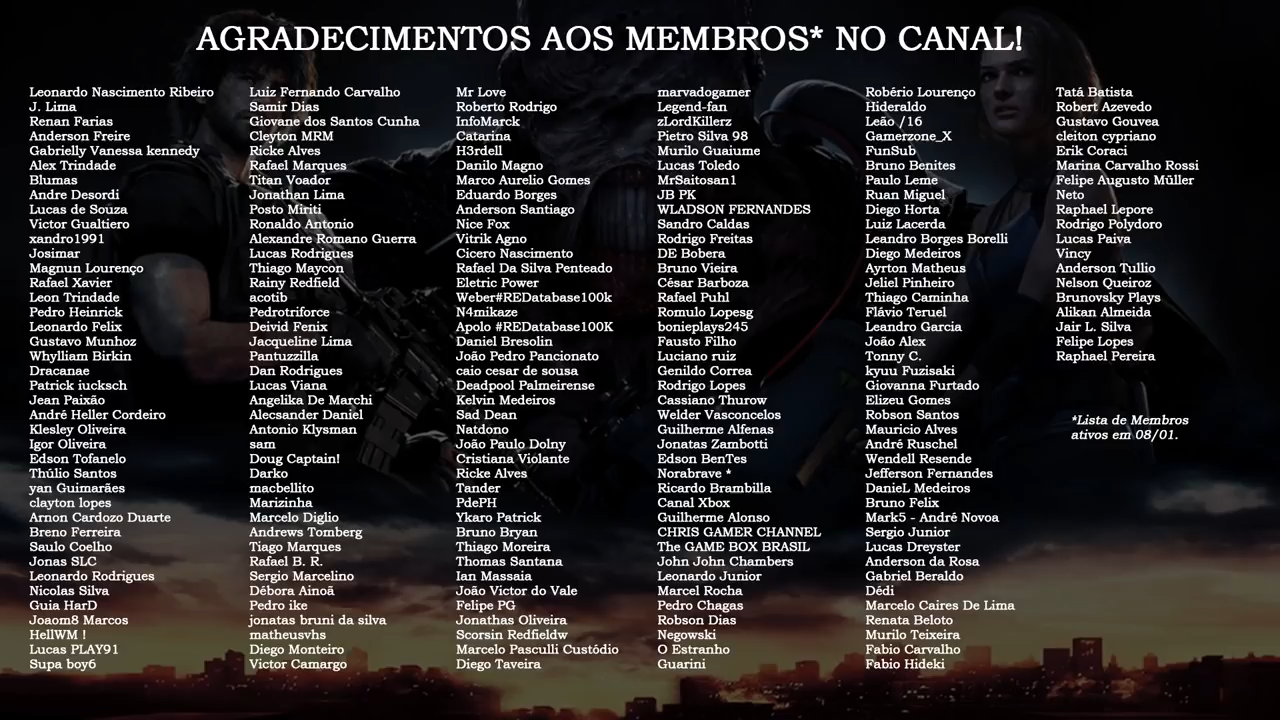 AGRADECIMENTOS AOS MEMBROS* NO CANAL!
Leonardo Nascimento Ribeiro
J. Lima
Renan Farias
Anderson Freire
Gabrielly Vanessa kennedy
Alex Trindade
Blumas
Andre Desordi
Lucas de Souza
Victor Gualtiero
xandro1991
Josimar
Magnun Lourenço
Rafael Xavier
Leon Trindade
Pedro Heinrick
Leonardo Felix
Gustavo Munhoz
Whylliam Birkin
Dracanae
Patrick iucksch
Jean Paixão
André Heller Cordeiro
Klesley Oliveira
Igor Oliveira
Edson Tofanelo
Thúlio Santos
yan Guimarães
clayton lopes
Arnon Cardozo Duarte
Breno Ferreira
Saulo Coelho
Jonas SLC
Leonardo Rodrigues
Nicolas Silva
Guia HarD
Joaom8 Marcos
HellWM !
Lucas PLAY91
Supa boy6
Luiz Fernando Carvalho
Samir Dias
Giovane dos Santos Cunha
Cleyton MRM
Ricke Alves
Rafael Marques
Titan Voador
Jonathan Lima
Posto Miriti
Ronaldo Antonio
Alexandre Romano Guerra
Lucas Rodrigues
Thiago Maycon
Rainy Redfield
acotib
Pedrotriforce
Deivid Fenix
Jacqueline Lima
Pantuzzilla
Dan Rodrigues
Lucas Viana
Angelika De Marchi
Alecsander Daniel
Antonio Klysman
sam
Doug Captain!
Darko
macbellito
Marizinha
Marcelo Diglio
Andrews Tomberg
Tiago Marques
Rafael B. R.
Sergio Marcelino
Débora Ainoã
Pedro ike
jonatas bruni da silva
matheusvhs
Diego Monteiro
Victor Camargo
Mr Love
Roberto Rodrigo
InfoMarck
Catarina
H3rdell
Danilo Magno
Marco Aurelio Gomes
Eduardo Borges
Anderson Santiago
Nice Fox
Vitrik Agno
Cicero Nascimento
Rafael Da Silva Penteado
Eletric Power
Weber#REDatabase100k
N4mikaze
Apolo #REDatabase100K
Daniel Bresolin
João Pedro Pancionato
caio cesar de sousa
Deadpool Palmeirense
Kelvin Medeiros
Sad Dean
Natdono
João Paulo Dolny
Cristiana Violante
Ricke Alves
Tander
PdePH
Ykaro Patrick
Bruno Bryan
Thiago Moreira
Thomas Santana
Ian Massaia
João Victor do Vale
Felipe PG
Jonathas Oliveira
Scorsin Redfieldw
Marcelo Pasculli Custódio
Diego Taveira
marvadogamer
Legend-fan
zLordKillerz
Pietro Silva 98
Murilo Guaiume
Lucas Toledo
MrSaitosan1
JB PK
WLADSON FERNANDES
Sandro Caldas
Rodrigo Freitas
DE Bobera
Bruno Vieira
César Barboza
Rafael Puhl
Romulo Lopesg
bonieplays245
Fausto Filho
Luciano ruiz
Genildo Correa
Rodrigo Lopes
Cassiano Thurow
Welder Vasconcelos
Guilherme Alfenas
Jonatas Zambotti
Edson BenTes
Norabrave *
Ricardo Brambilla
Canal Xbox
Guilherme Alonso
CHRIS GAMER CHANNEL
The GAME BOX BRASIL
John John Chambers
Leonardo Junior
Marcel Rocha
Pedro Chagas
Robson Dias
Negowski
O Estranho
Guarini
Robério Lourenço
Hideraldo
Leão /16
Gamerzone_X
FunSub
Bruno Benites
Paulo Leme
Ruan Miguel
Diego Horta
Luiz Lacerda
Leandro Borges Borelli
Diego Medeiros
Ayrton Matheus
Jeliel Pinheiro
Thiago Caminha
Flávio Teruel
Leandro Garcia
João Alex
Tonny C.
kyuu Fuzisaki
Giovanna Furtado
Elizeu Gomes
Robson Santos
Mauricio Alves
André Ruschel
Wendell Resende
Jefferson Fernandes
DanieL Medeiros
Bruno Felix
Mark5 - André Novoa
Sergio Junior
Lucas Dreyster
Anderson da Rosa
Gabriel Beraldo
Dédi
Marcelo Caires De Lima
Renata Beloto
Murilo Teixeira
Fabio Carvalho
Fabio Hideki
Tatá Batista
Robert Azevedo
Gustavo Gouvea
cleiton cypriano
Erik Coraci
Marina Carvalho Rossi
Felipe Augusto Müller
Neto
Raphael Lepore
Rodrigo Polydoro
Lucas Paiva
Vincy
Anderson Tullio
Nelson Queiroz
Brunovsky Plays
Alikan Almeida
Jair L. Silva
Felipe Lopes
Raphael Pereira
*Lista de Membros
ativos em 08/01.